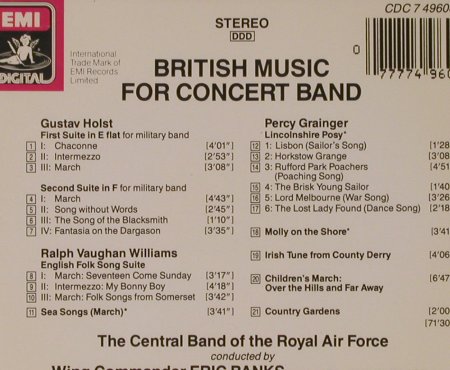 EMI
DIGITAL
International
Trade Mark of
EMI Records
Limited
STEREO
DDD
CDC 7 4960
0
77774 960
BRITISH MUSIC
FOR CONCERT BAND
Gustav Holst
First Suite in E flat for military band
1 I: Chaconne [4'01"]
2 II: Intermezzo [2'53"]
3 III: March [3'08"]
Second Suite in F for military band
4 I: March [4'43"]
5 II: Song without Words [2'45"]
6 III: The Song of the Blacksmith [1'10"]
7 IV: Fantasia on the Dargason [3'35"]
Ralph Vaughan Williams
English Folk Song Suite
8 I: March: Seventeen Come Sunday [3'17"]
9 II: Intermezzo: My Bonny Boy [4'18"]
10 III: March: Folk Songs from Somerset [3'42"]
11 Sea Songs (March)* [3'41"]
Percy Grainger
Lincolnshire Posy*
12 1: Lisbon (Sailor's Song) [1'28
13 2: Horkstow Grange [3'08
14 3: Rufford Park Poachers [4'51
(Poaching Song)
15 4: The Brisk Young Sailor [1'40
16 5: Lord Melbourne (War Song) [3'26
17 6: The Lost Lady Found (Dance Song) [2'18
18 Molly on the Shore* [3'41
19 Irish Tune from County Derry [4'06
20 Children's March: [6'47
Over the Hills and Far Away
21 Country Gardens [2'00
[71'30
The Central Band of the Royal Air Force
conducted by
Wing Commander ERIC BANKS